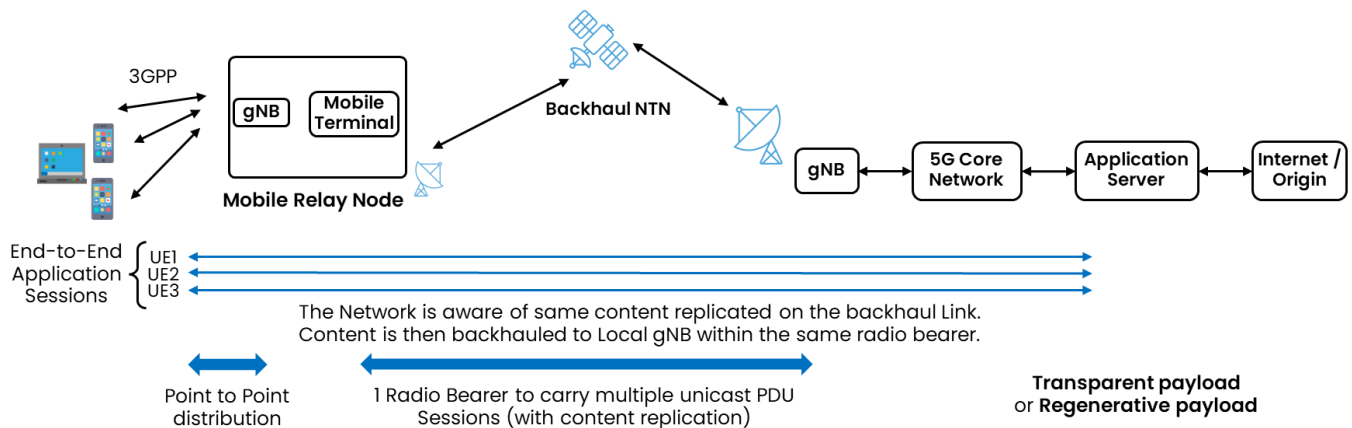 3GPP
gNB
Mobile
Terminal
Mobile Relay Node
Backhaul NTN
gNB
5G Core
Network
Application
Server
Internet /
Origin
End-to-End
Application
Sessions
UE1
UE2
UE3
The Network is aware of same content replicated on the backhaul Link.
Content is then backhauled to Local gNB within the same radio bearer.
Point to Point
distribution
1 Radio Bearer to carry multiple unicast PDU
Sessions (with content replication)
Transparent payload
or Regenerative payload